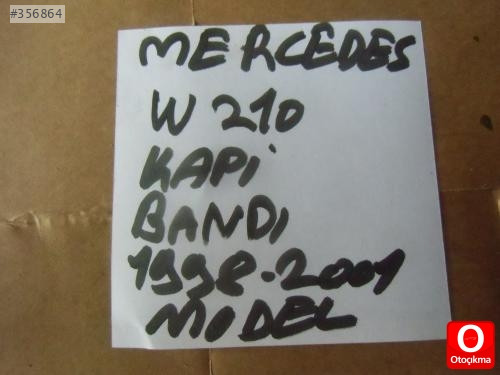 #356864
MERCEDES
W 210
KAPi
BANDI
1998-2001
MODEL
O
Otoçıkma